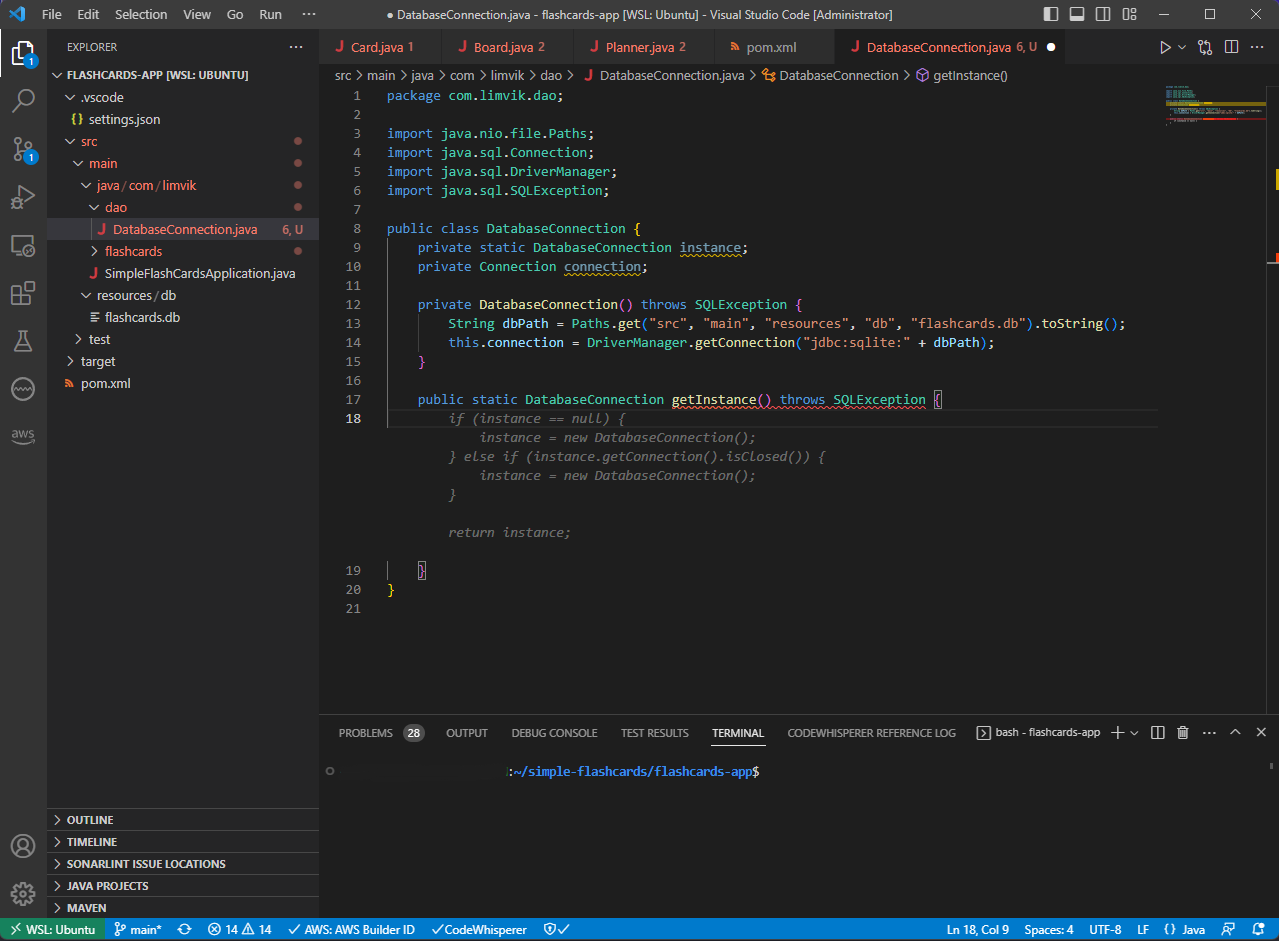 File Edit Selection View Go Run ··· ● DatabaseConnection.java - flashcards-app [WSL: Ubuntu] - Visual Studio Code [Administrator]
EXPLORER ···
FLASHCARDS-APP [WSL: UBUNTU]
.vscode
{} settings.json
src
main
java / com / limvik
dao
J DatabaseConnection.java 6, U
flashcards
J SimpleFlashCardsApplication.java
resources / db
flashcards.db
test
target
pom.xml
OUTLINE
TIMELINE
SONARLINT ISSUE LOCATIONS
JAVA PROJECTS
MAVEN
1
1
aws
J Card.java 1 J Board.java 2 J Planner.java 2 pom.xml J DatabaseConnection.java 6, U ●
src > main > java > com > limvik > dao > J DatabaseConnection.java > DatabaseConnection > getInstance()
1 package com.limvik.dao;
2
3 import java.nio.file.Paths;
4 import java.sql.Connection;
5 import java.sql.DriverManager;
6 import java.sql.SQLException;
7
8 public class DatabaseConnection {
9     private static DatabaseConnection instance;
10     private Connection connection;
11
12     private DatabaseConnection() throws SQLException {
13         String dbPath = Paths.get("src", "main", "resources", "db", "flashcards.db").toString();
14         this.connection = DriverManager.getConnection("jdbc:sqlite:" + dbPath);
15     }
16
17     public static DatabaseConnection getInstance() throws SQLException {
18         if (instance == null) {
            instance = new DatabaseConnection();
        } else if (instance.getConnection().isClosed()) {
            instance = new DatabaseConnection();
        }
        return instance;
19     }
20 }
21
PROBLEMS 28 OUTPUT DEBUG CONSOLE TEST RESULTS TERMINAL CODEWHISPERER REFERENCE LOG bash - flashcards-app
:~/simple-flashcards/flashcards-app$
WSL: Ubuntu main* 14 14 AWS: AWS Builder ID CodeWhisperer Ln 18, Col 9 Spaces: 4 UTF-8 LF {} Java